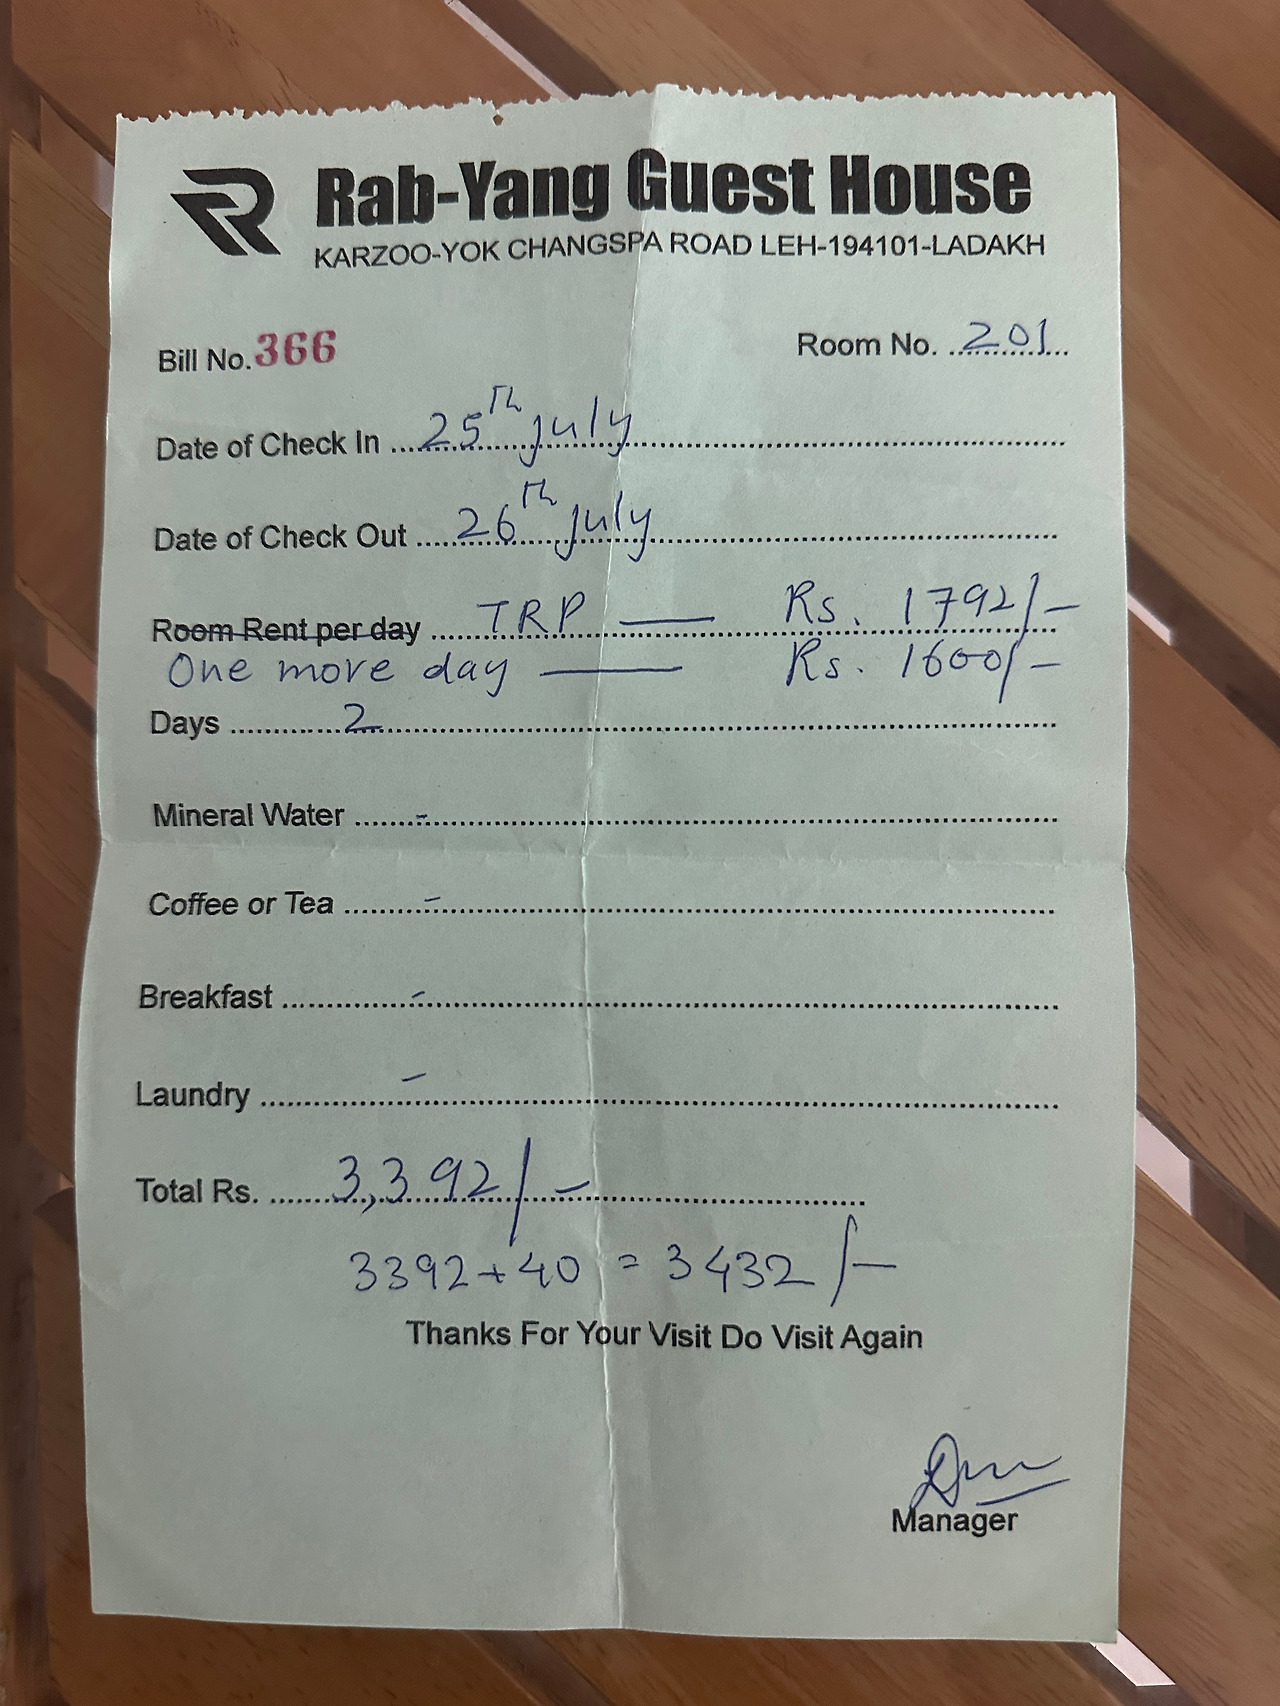 Rab-Yang Guest House
KARZOO-YOK CHANGSPA ROAD LEH-194101-LADAKH
Bill No. 366 Room No. 201
Date of Check In 25th july
Date of Check Out 26th july
Room Rent per day TRP — Rs. 1792/-
One more day — Rs. 1600/-
Days 2
Mineral Water -
Coffee or Tea -
Breakfast -
Laundry -
Total Rs. 3,392/-
3392+40 = 3432/-
Thanks For Your Visit Do Visit Again
Manager